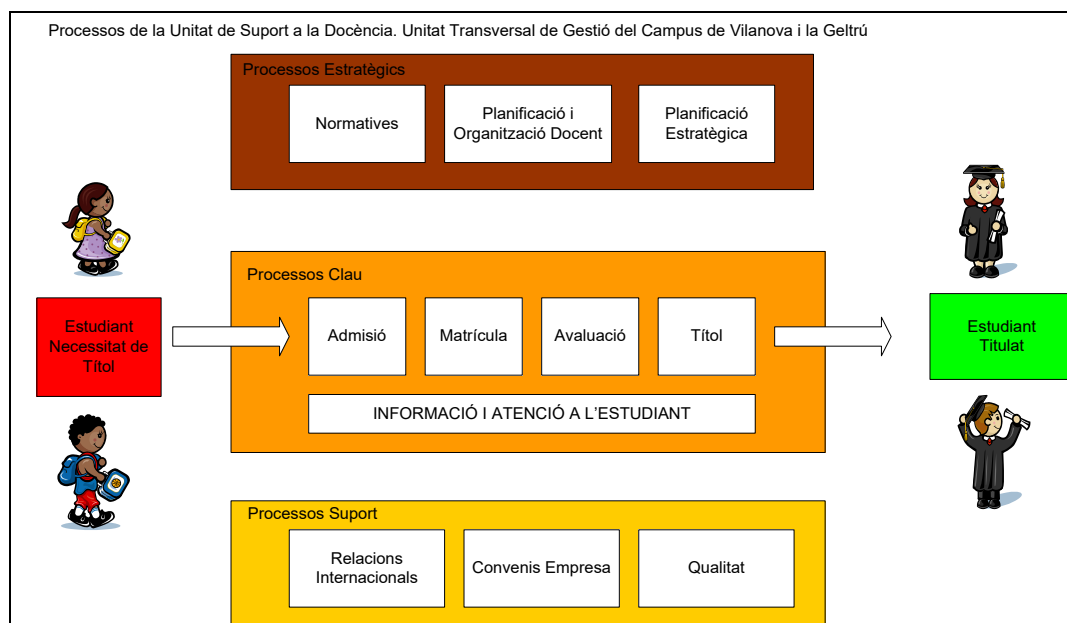 Processos de la Unitat de Suport a la Docència. Unitat Transversal de Gestió del Campus de Vilanova i la Geltrú
Processos Estratègics
Normatives
Planificació i
Organització Docent
Planificació
Estratègica
Processos Clau
Estudiant
Necessitat de
Títol
Admisió
Matrícula
Avaluació
Títol
Estudiant
Titulat
INFORMACIÓ I ATENCIÓ A L'ESTUDIANT
Processos Suport
Relacions
Internacionals
Convenis Empresa
Qualitat